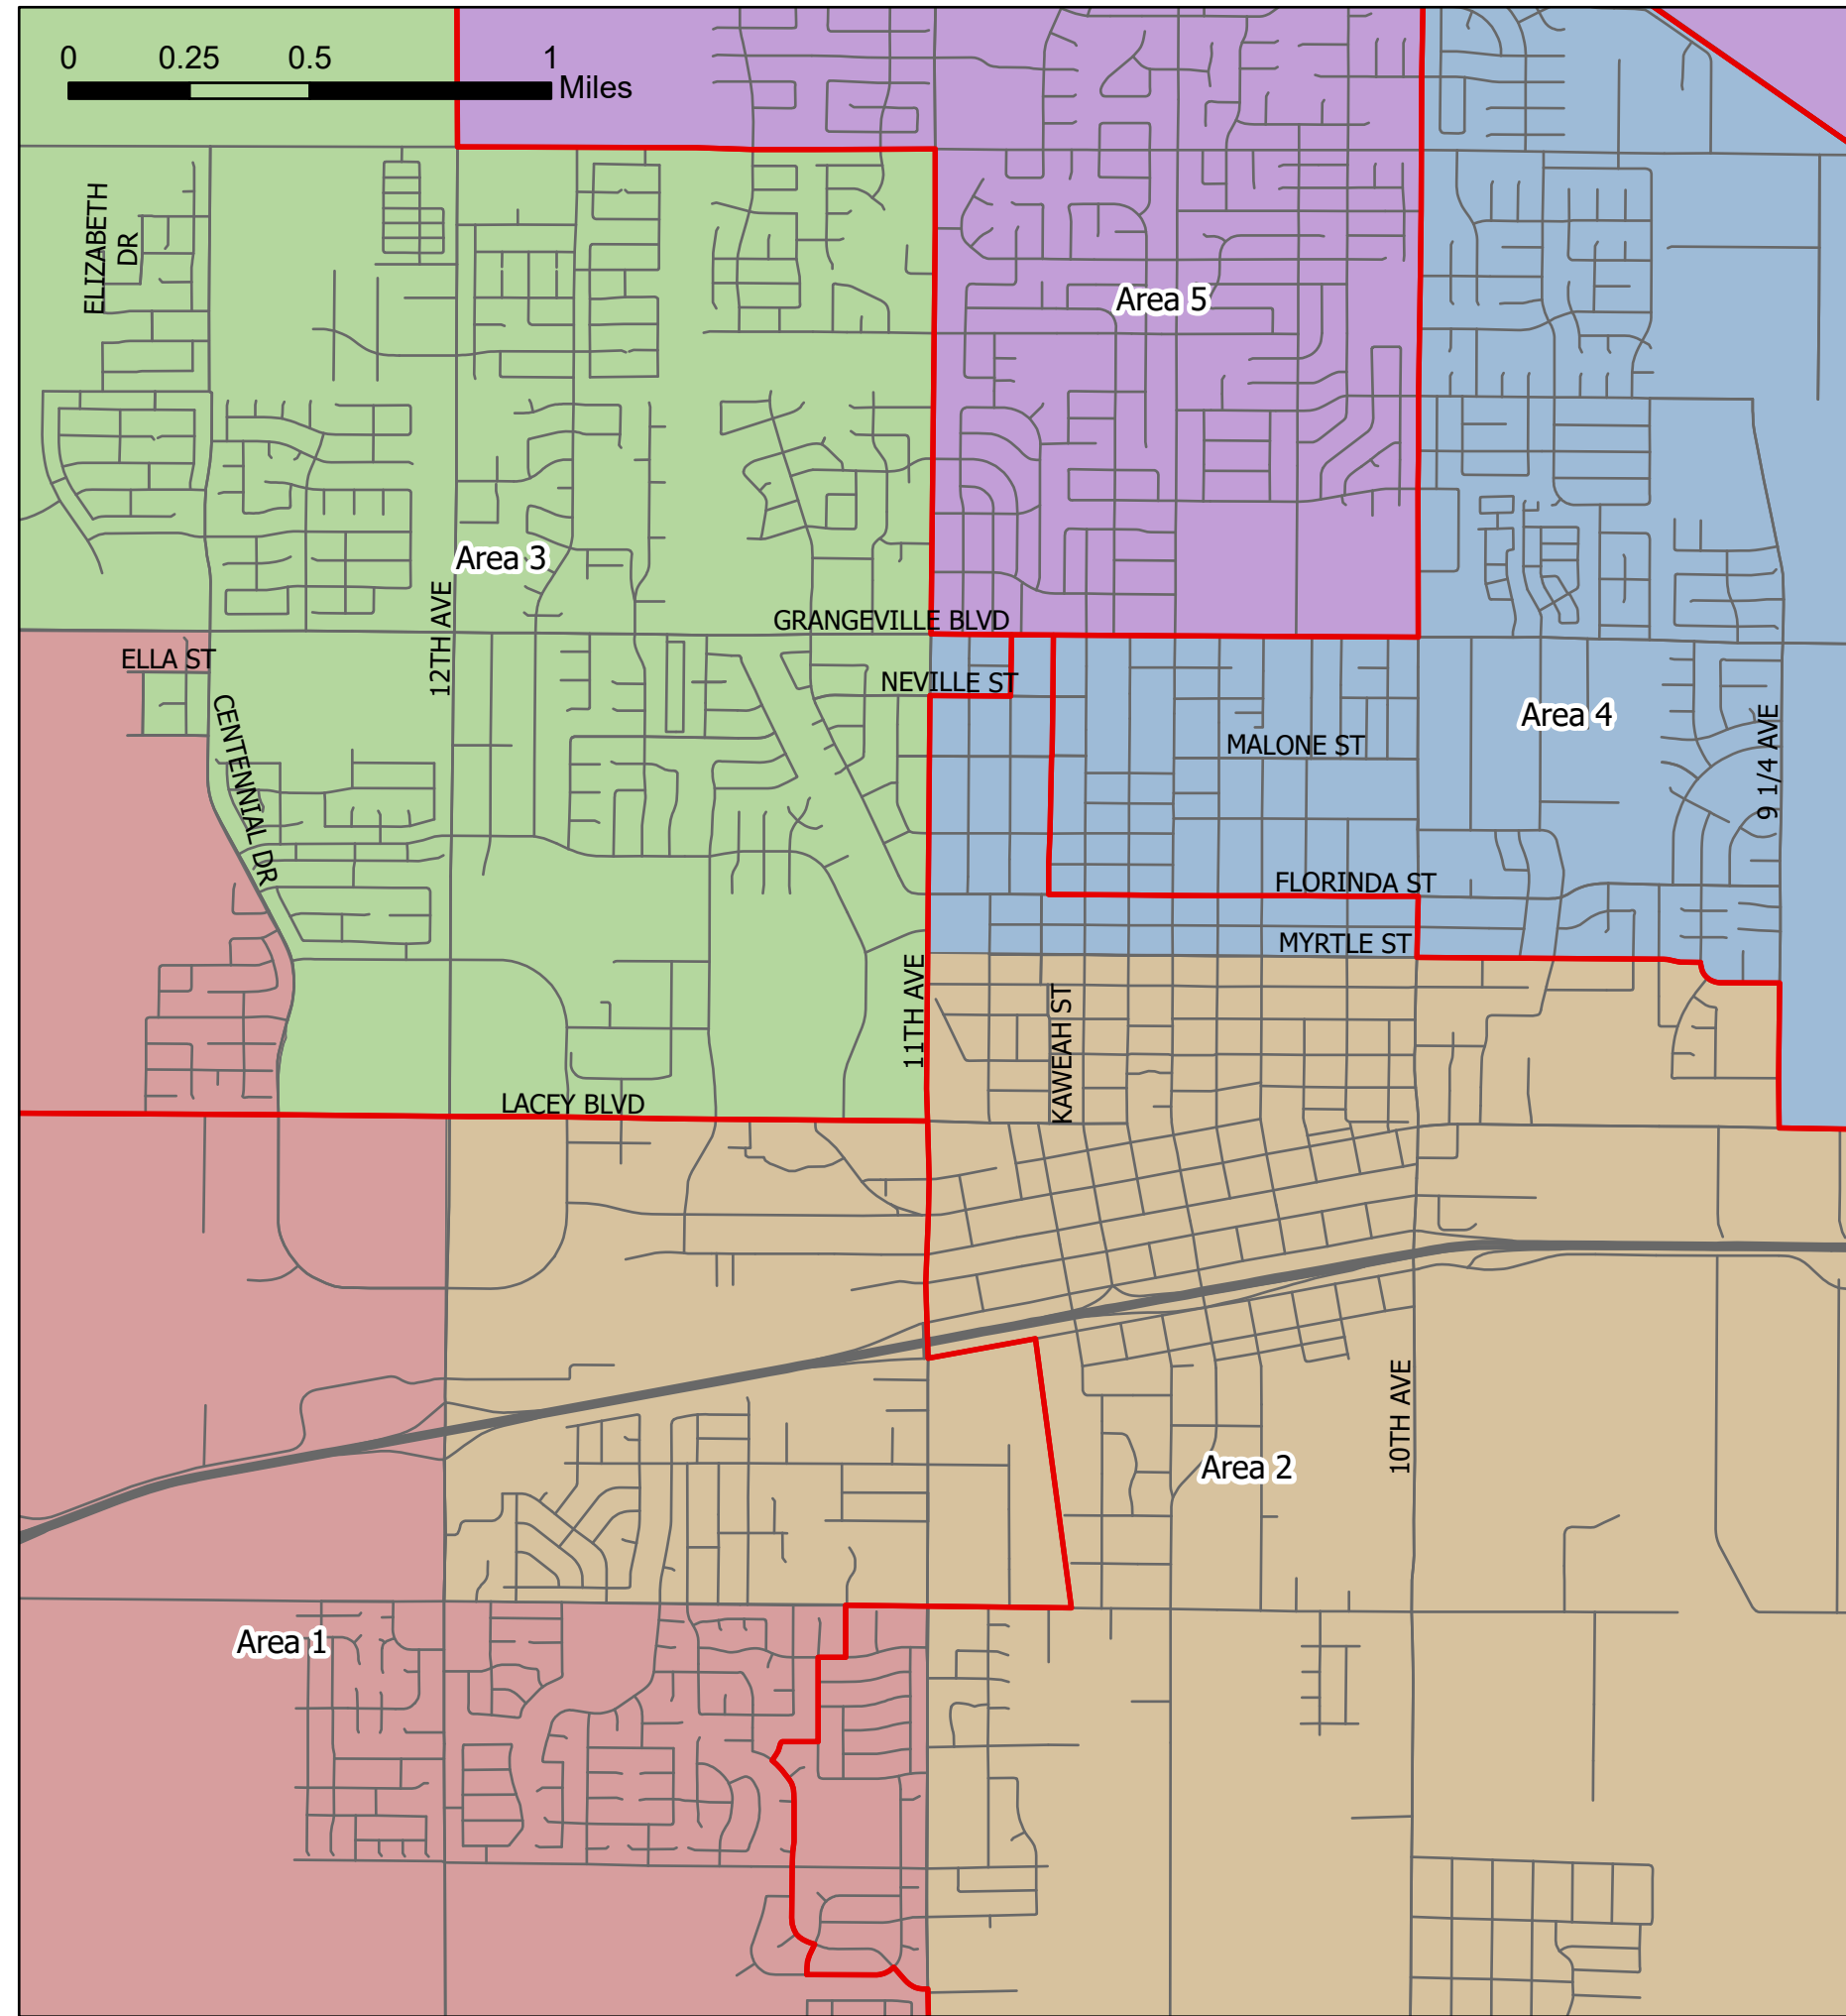 0 0.25 0.5 1
Miles
ELIZABETH
DR
Area 5
Area 3
12TH AVE
GRANGEVILLE BLVD
ELLA ST
NEVILLE ST
CENTENNIAL DR
Area 4
MALONE ST
9 1/4 AVE
FLORINDA ST
MYRTLE ST
11TH AVE
KAWEAH ST
LACEY BLVD
10TH AVE
Area 2
Area 1